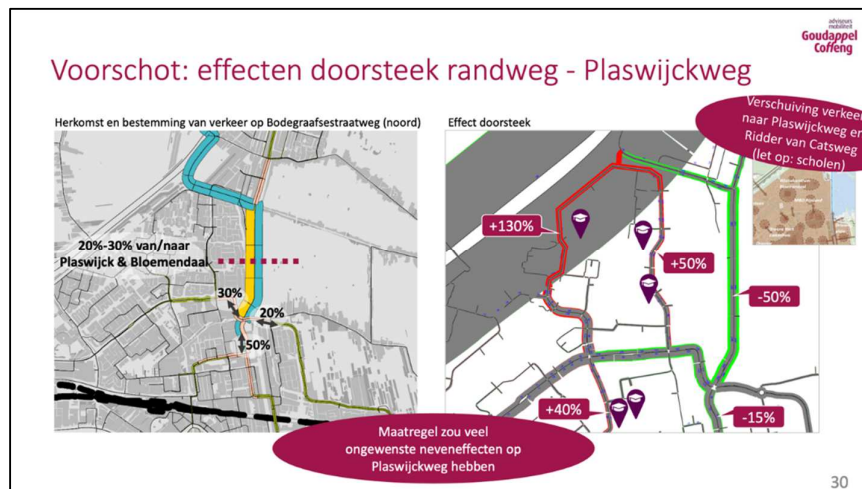 adviseurs
mobiliteit
Goudappel
Coffeng
Voorschot: effecten doorsteek randweg - Plaswijckweg
Herkomst en bestemming van verkeer op Bodegraafsestraatweg (noord)
20%-30% van/naar
Plaswijck & Bloemendaal
30%
20%
50%
Effect doorsteek
Verschuiving verkeer
naar Plaswijckweg en
Ridder van Catsweg
(let op: scholen)
+130%
+50%
-50%
+40%
-15%
Maatregel zou veel
ongewenste neveneffecten op
Plaswijckweg hebben
30